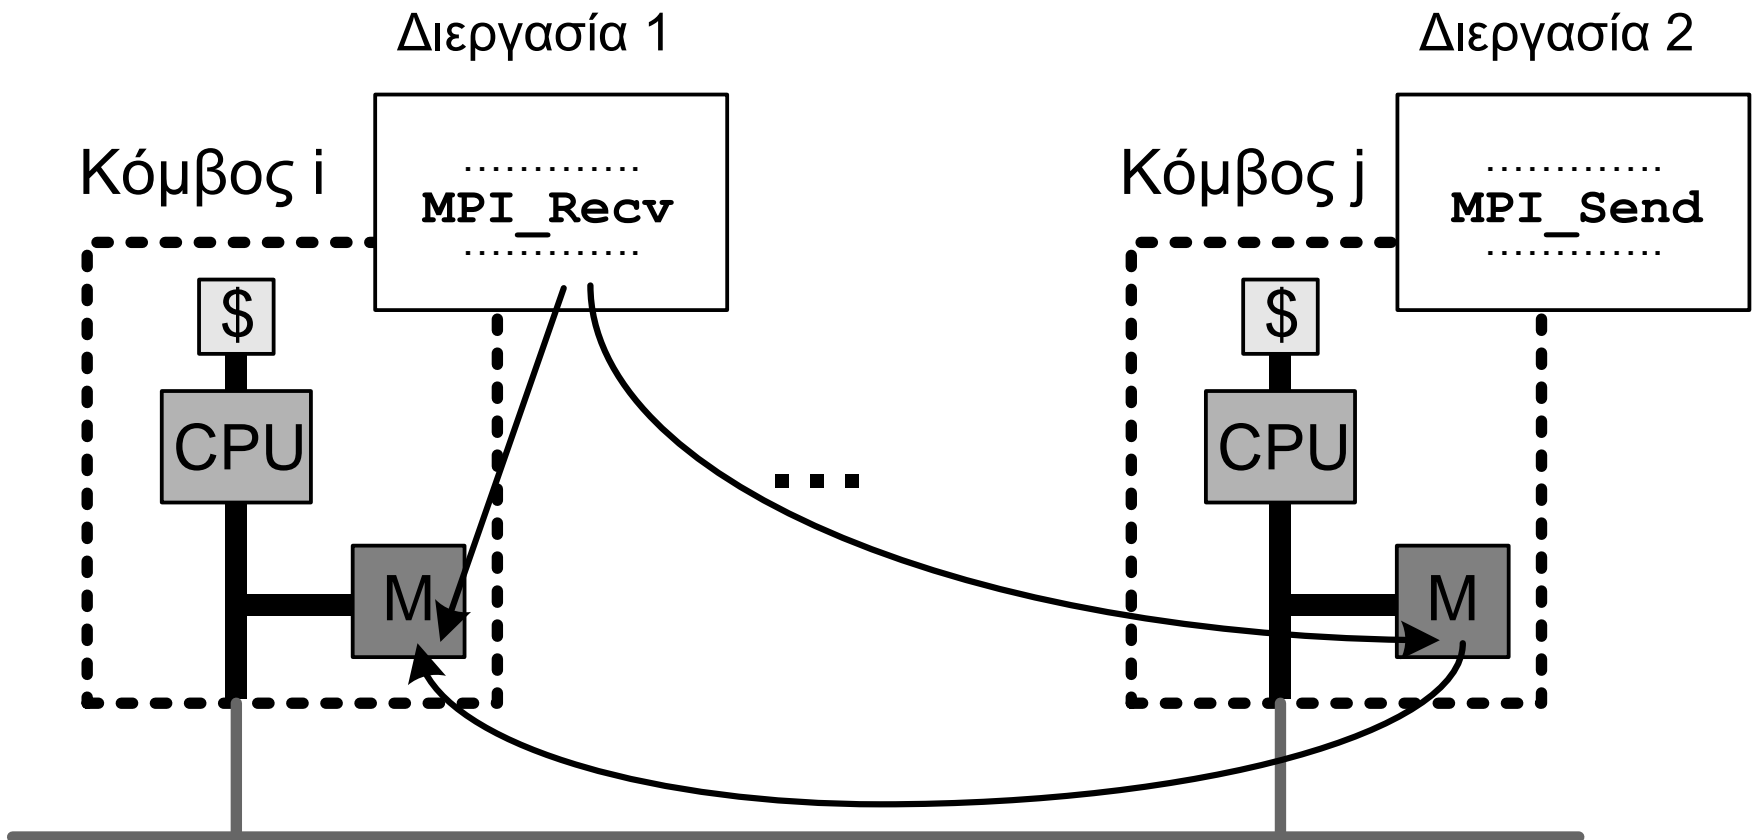 Διεργασία 1
Διεργασία 2
Κόμβος i
.............
MPI_Recv
.............
Κόμβος j
.............
MPI_Send
.............
$
$
CPU
CPU
...
M
M